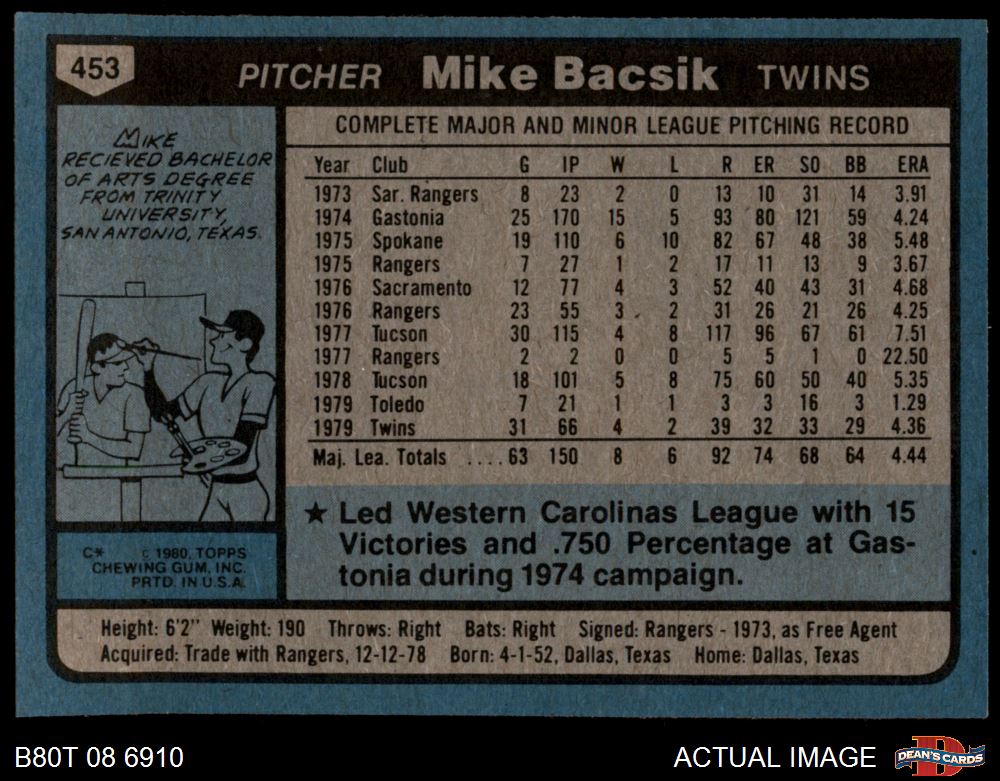 453
PITCHER Mike Bacsik TWINS
MIKE
RECIEVED BACHELOR
OF ARTS DEGREE
FROM TRINITY
UNIVERSITY,
SAN ANTONIO, TEXAS.
COMPLETE MAJOR AND MINOR LEAGUE PITCHING RECORD
Year Club G IP W L R ER SO BB ERA
1973 Sar. Rangers 8 23 2 0 13 10 31 14 3.91
1974 Gastonia 25 170 15 5 93 80 121 59 4.24
1975 Spokane 19 110 6 10 82 67 48 38 5.48
1975 Rangers 7 27 1 2 17 11 13 9 3.67
1976 Sacramento 12 77 4 3 52 40 43 31 4.68
1976 Rangers 23 55 3 2 31 26 21 26 4.25
1977 Tucson 30 115 4 8 117 96 67 61 7.51
1977 Rangers 2 2 0 0 5 5 1 0 22.50
1978 Tucson 18 101 5 8 75 60 50 40 5.35
1979 Toledo 7 21 1 1 3 3 16 3 1.29
1979 Twins 31 66 4 2 39 32 33 29 4.36
Maj. Lea. Totals ....63 150 8 6 92 74 68 64 4.44
★ Led Western Carolinas League with 15
Victories and .750 Percentage at Gas-
tonia during 1974 campaign.
C* © 1980, TOPPS
CHEWING GUM, INC.
PRTD. IN U.S.A.
Height: 6'2" Weight: 190 Throws: Right Bats: Right Signed: Rangers - 1973, as Free Agent
Acquired: Trade with Rangers, 12-12-78 Born: 4-1-52, Dallas, Texas Home: Dallas, Texas
B80T 08 6910
ACTUAL IMAGE
D
DEAN'S CARDS